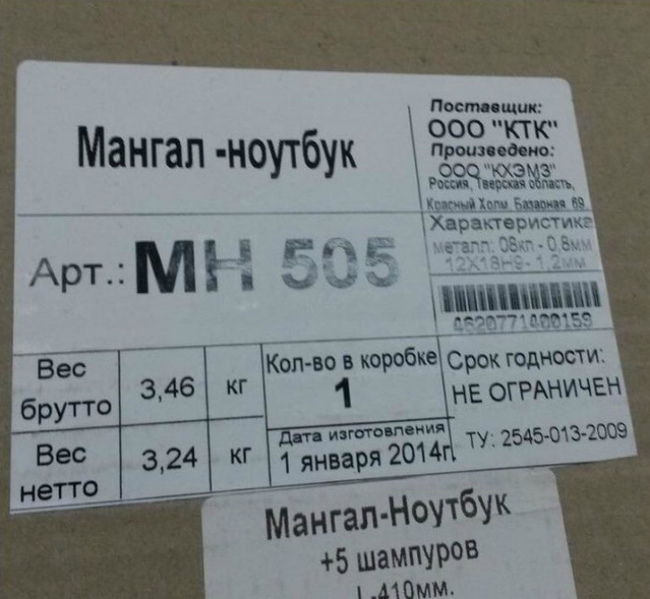 Мангал -ноутбук
Поставщик:
ООО "КТК"
Произведено:
ООО "КХЭМЗ"
Россия, Тверская область,
Красный Холм, Базарная 69
Арт.: МН 505
Характеристика
металл: 08кп - 0,8мм
12Х18Н9- 1,2мм
4620771400159
Вес брутто
3,46
кг
Кол-во в коробке
1
Срок годности:
НЕ ОГРАНИЧЕН
Вес нетто
3,24
кг
Дата изготовления
1 января 2014г.
ТУ: 2545-013-2009
Мангал-Ноутбук
+5 шампуров
L-410мм.